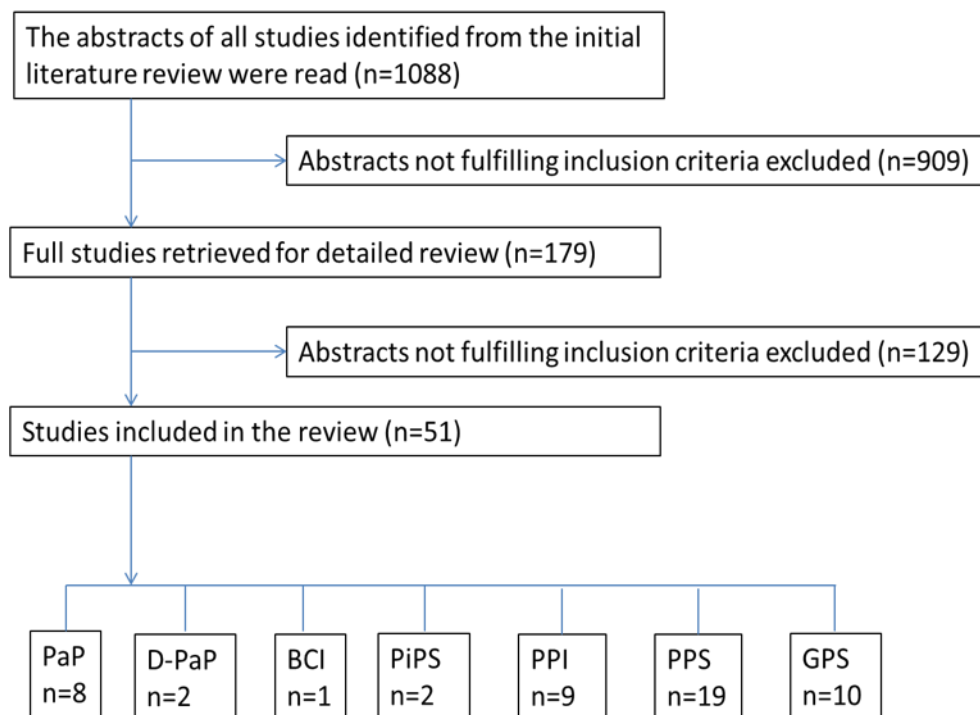 The abstracts of all studies identified from the initial
literature review were read (n=1088)
Abstracts not fulfilling inclusion criteria excluded (n=909)
Full studies retrieved for detailed review (n=179)
Abstracts not fulfilling inclusion criteria excluded (n=129)
Studies included in the review (n=51)
PaP
n=8
D-PaP
n=2
BCI
n=1
PiPS
n=2
PPI
n=9
PPS
n=19
GPS
n=10